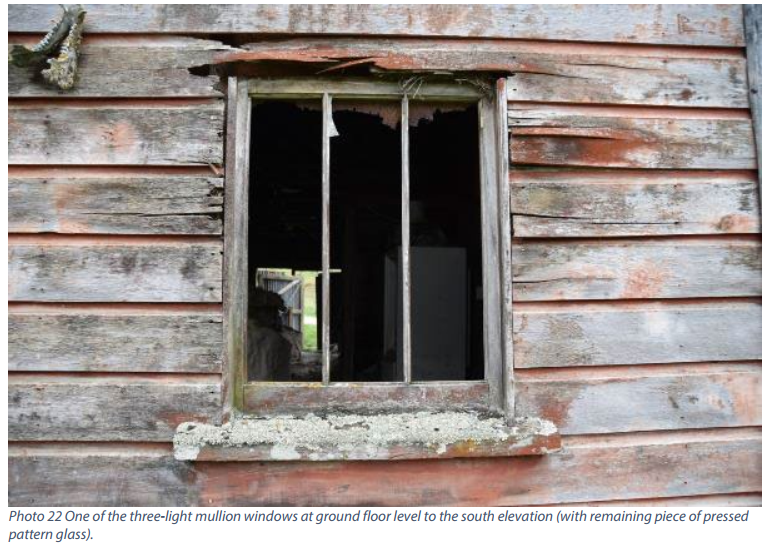 Photo 22 One of the three-light mullion windows at ground floor level to the south elevation (with remaining piece of pressed
pattern glass).